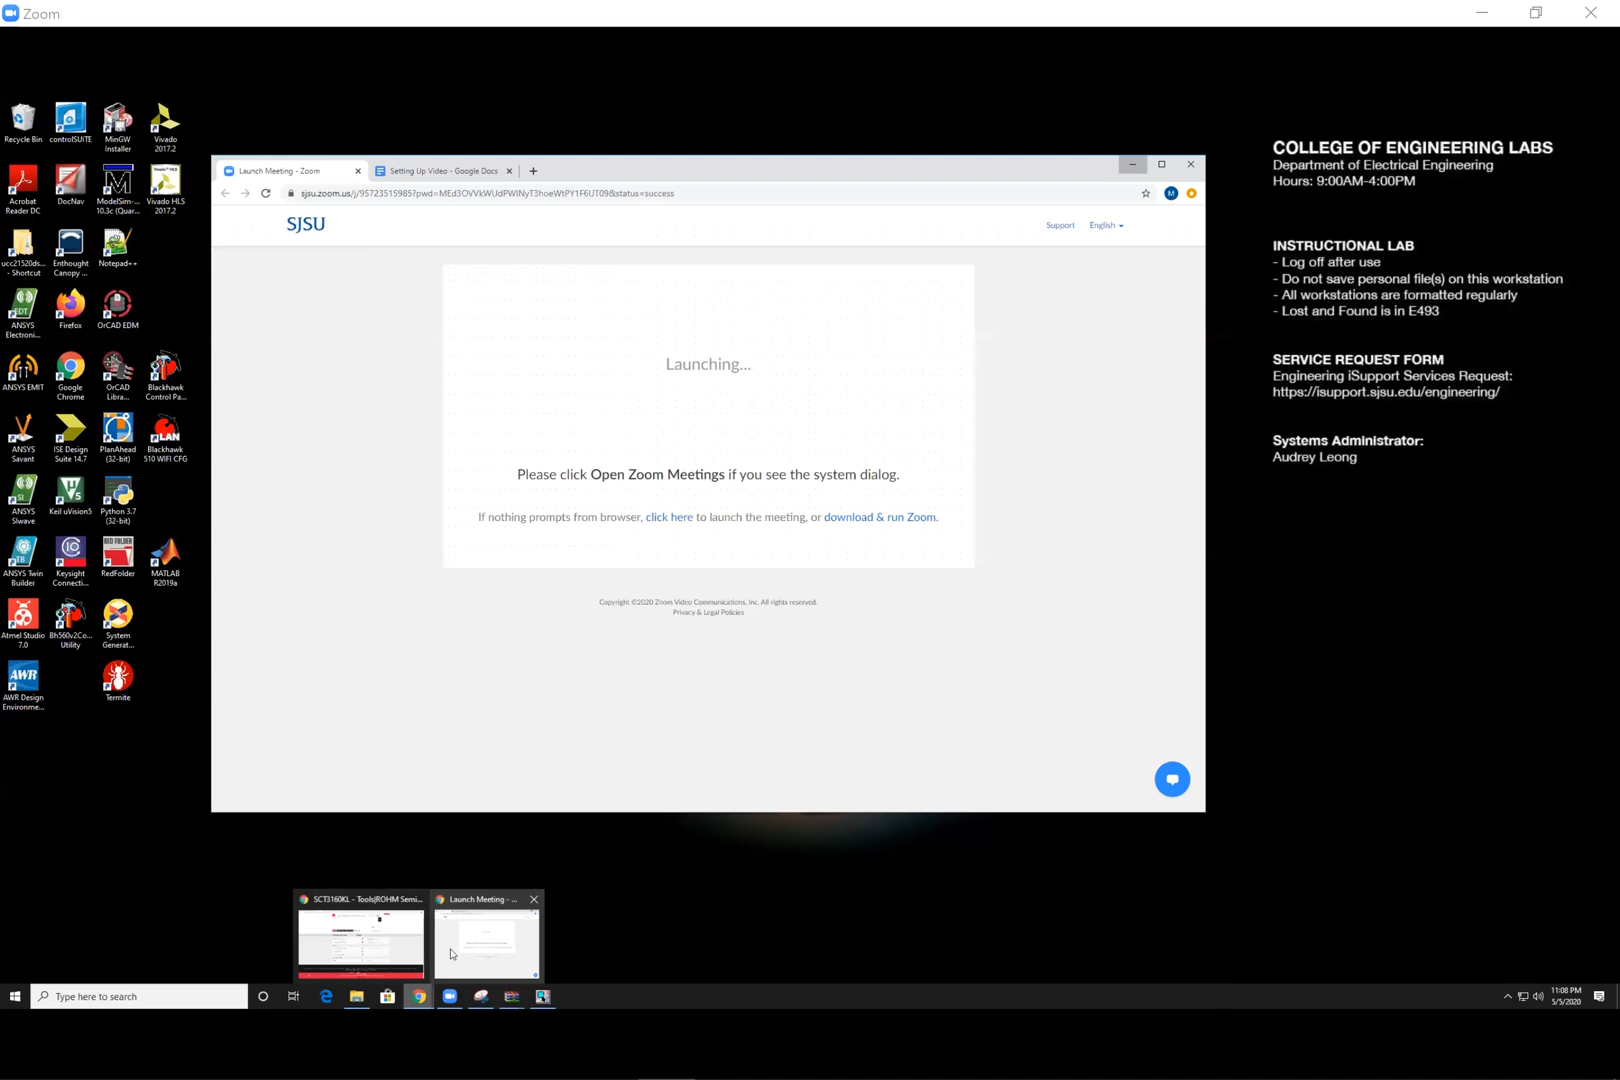 Zoom
Recycle Bin
controlSUITE
MinGW
Installer
Vivado
2017.2
Acrobat
Reader DC
DocNav
ModelSim-...
10.3c (Quar...
Vivado HLS
2017.2
ucc21520ds...
- Shortcut
Enthought
Canopy ...
Notepad++
ANSYS
Electroni...
Firefox
OrCAD EDM
ANSYS EMIT
Google
Chrome
OrCAD
Libra...
Blackhawk
Control Pa...
ANSYS
Savant
ISE Design
Suite 14.7
PlanAhead
(32-bit)
Blackhawk
510 WIFI CFG
ANSYS
SIwave
Keil uVision5
Python 3.7
(32-bit)
ANSYS Twin
Builder
Keysight
Connecti...
RedFolder
MATLAB
R2019a
Atmel Studio
7.0
Bh560v2Co...
Utility
System
Generat...
AWR Design
Environme...
Termite
Launch Meeting - Zoom
Setting Up Video - Google Docs
SJSU
Support
English
Launching...
Please click Open Zoom Meetings if you see the system dialog.
If nothing prompts from browser, click here to launch the meeting, or download & run Zoom.
Copyright ©2020 Zoom Video Communications, Inc. All rights reserved.
Privacy & Legal Policies
COLLEGE OF ENGINEERING LABS
Department of Electrical Engineering
Hours: 9:00AM-4:00PM
INSTRUCTIONAL LAB
- Log off after use
- Do not save personal file(s) on this workstation
- All workstations are formatted regularly
- Lost and Found is in E493
SERVICE REQUEST FORM
Engineering iSupport Services Request:
https://isupport.sjsu.edu/engineering/
Systems Administrator:
Audrey Leong
SCT3160KL - Tools|ROHM Semi...
Launch Meeting - ...
Type here to search
11:08 PM
5/5/2020